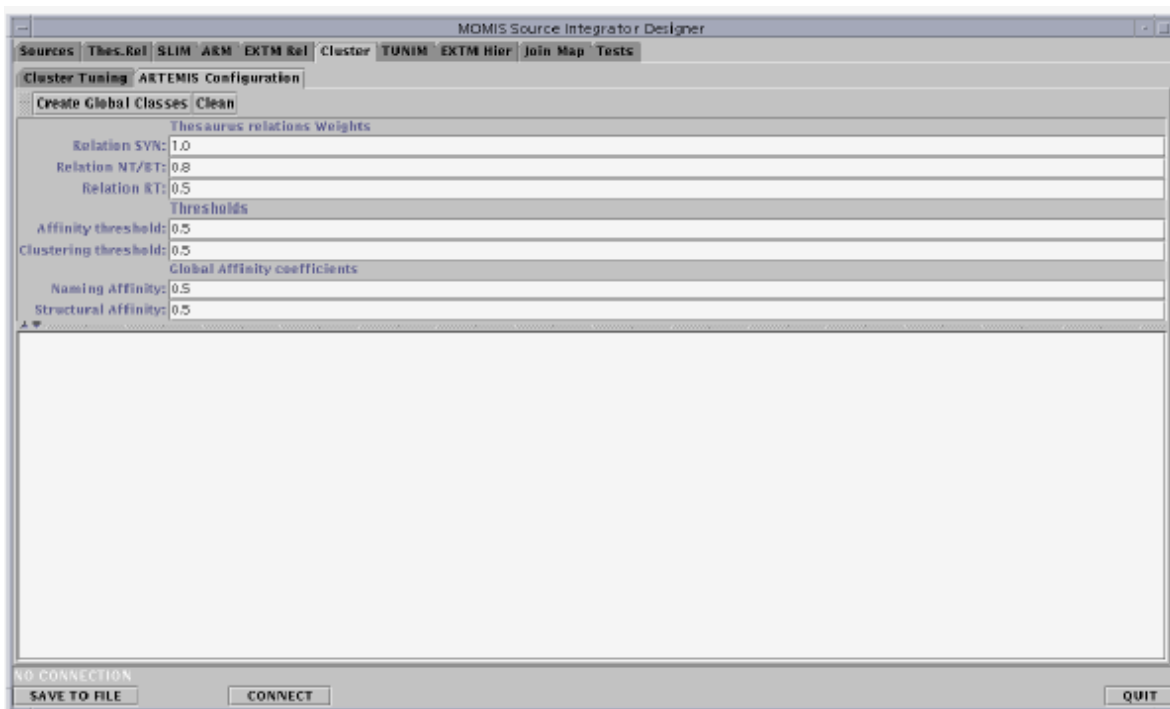 MOMIS Source Integrator Designer
Sources Thes.Rel SLIM ARM EXTM Rel Cluster TUNIM EXTM Hier Join Map Tests
Cluster Tuning ARTEMIS Configuration
Create Global Classes Clean
Thesaurus relations Weights
Relation SYN: 1.0
Relation NT/BT: 0.8
Relation RT: 0.5
Thresholds
Affinity threshold: 0.5
Clustering threshold: 0.5
Global Affinity coefficients
Naming Affinity: 0.5
Structural Affinity: 0.5
NO CONNECTION
SAVE TO FILE CONNECT QUIT